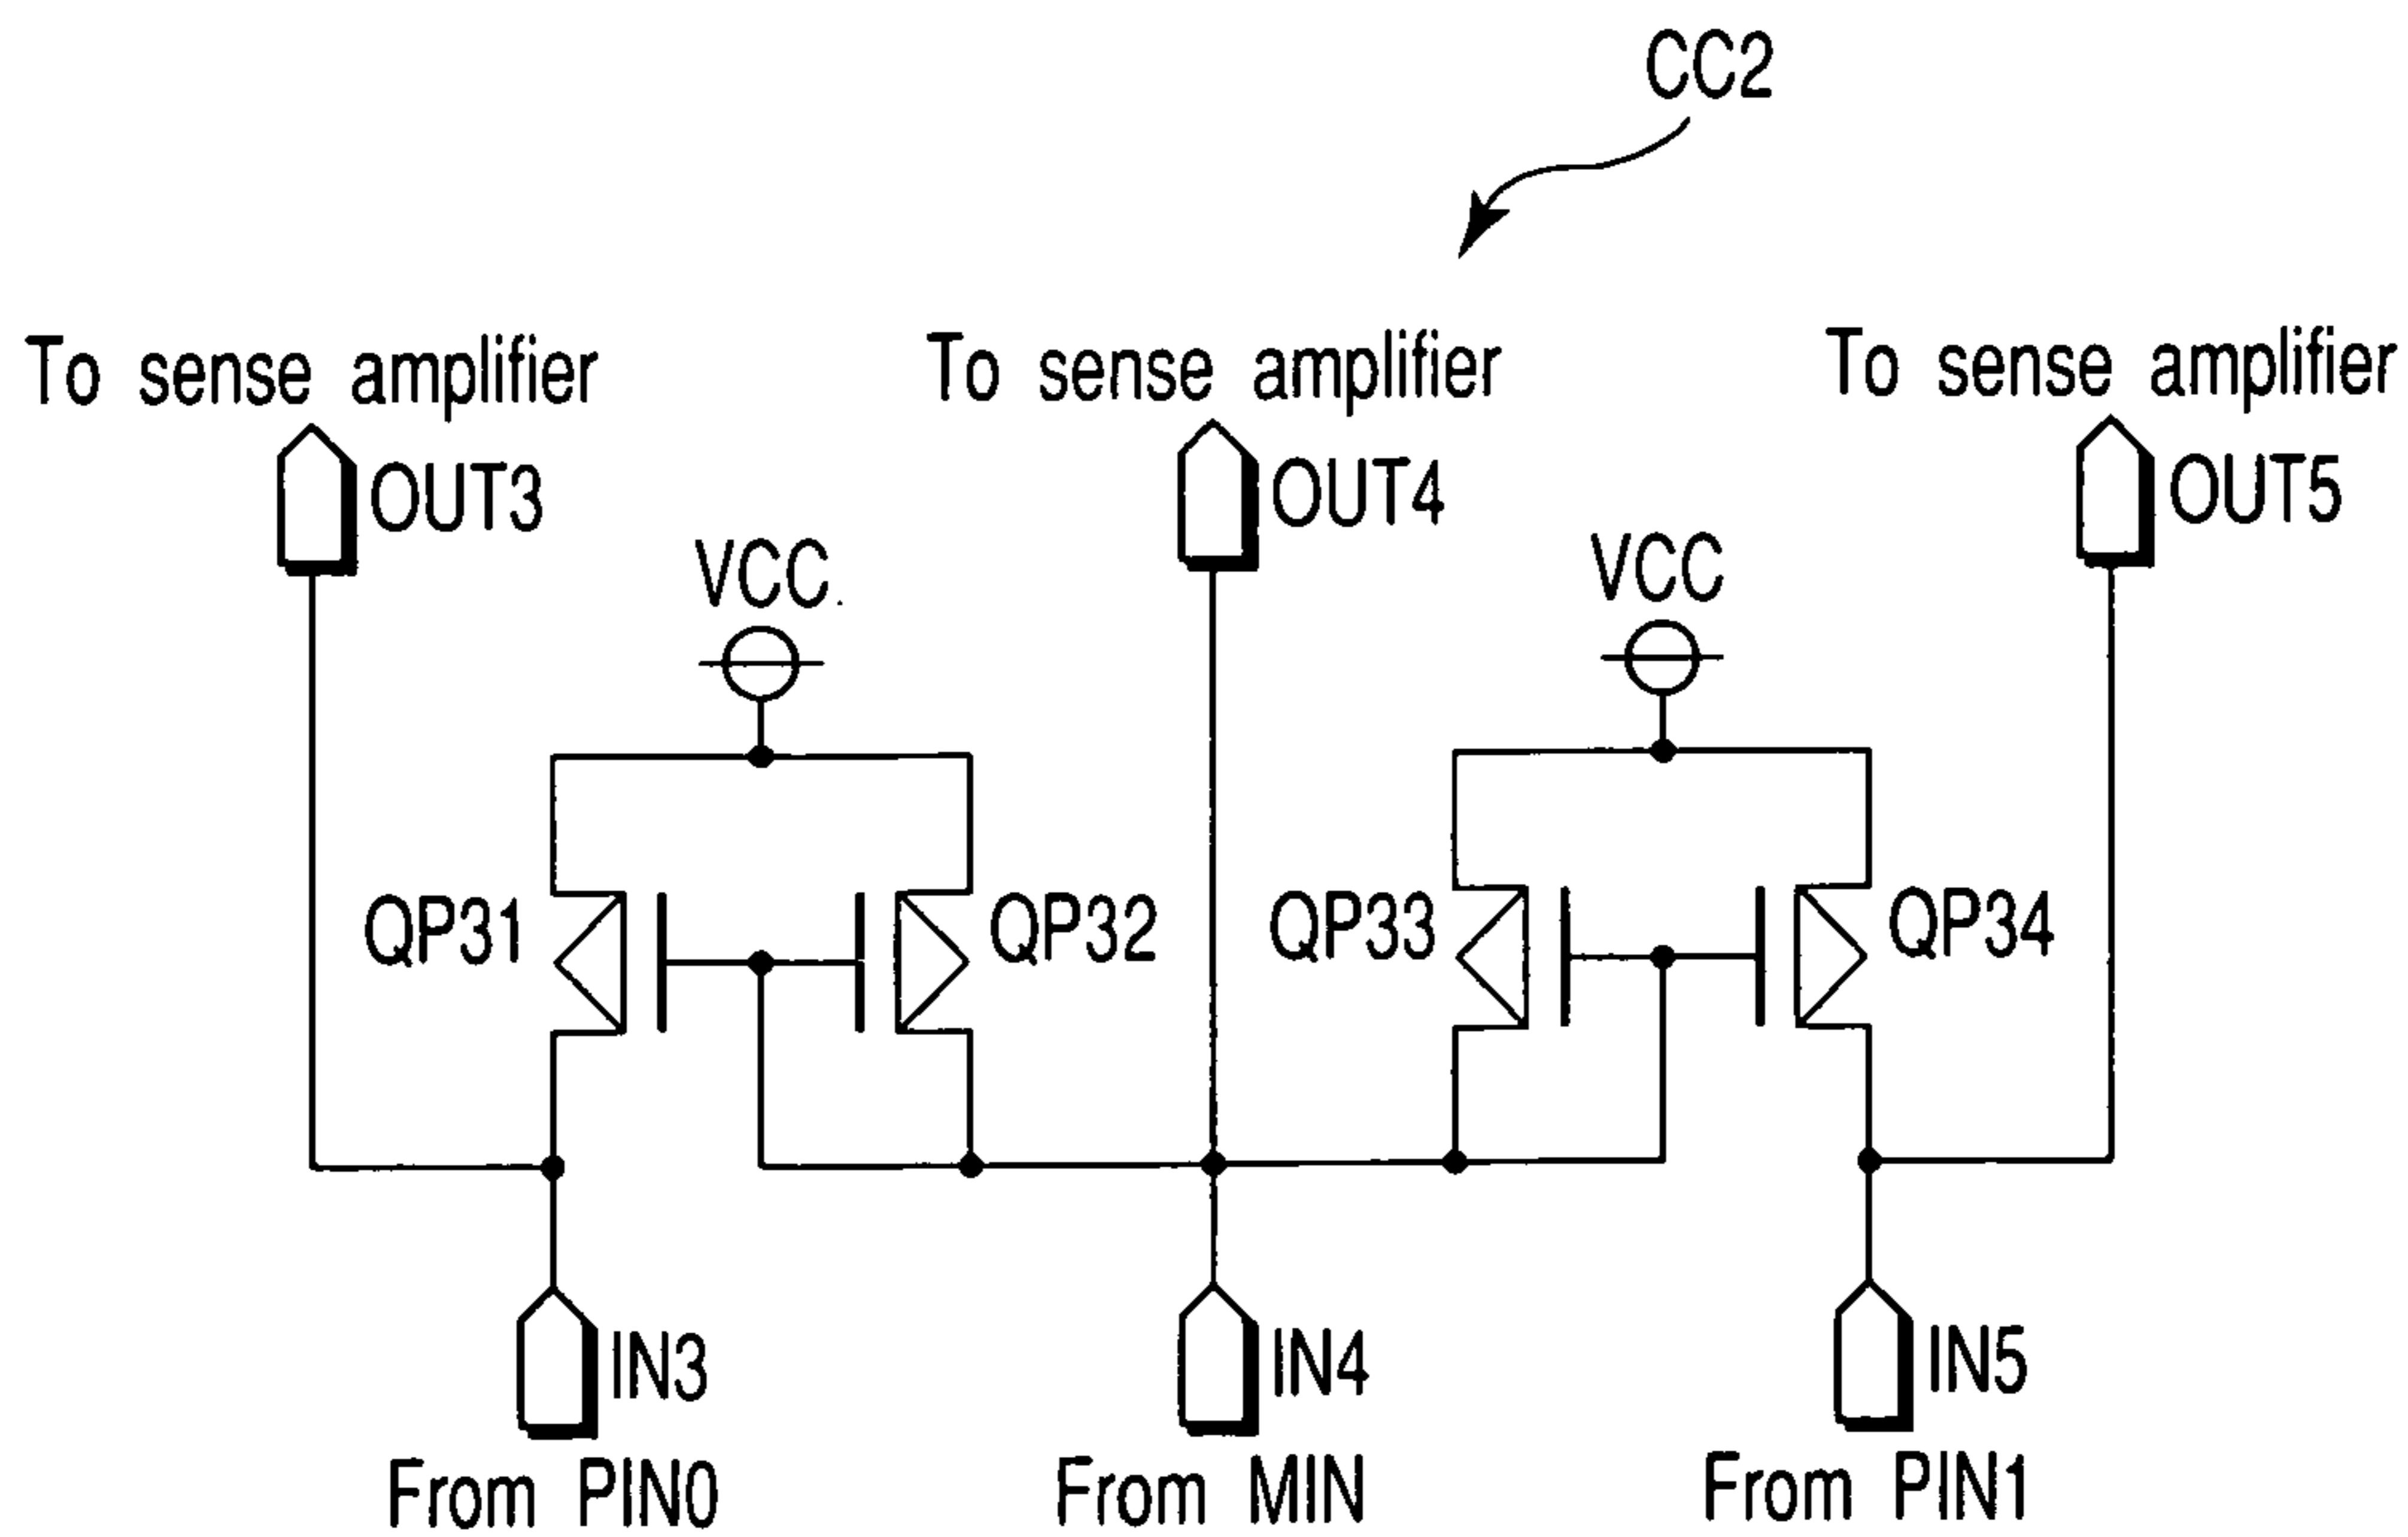 CC2
To sense amplifier
To sense amplifier
To sense amplifier
OUT3
OUT4
OUT5
VCC
VCC
QP31
QP32
QP33
QP34
IN3
IN4
IN5
From PIN0
From MIN
From PIN1